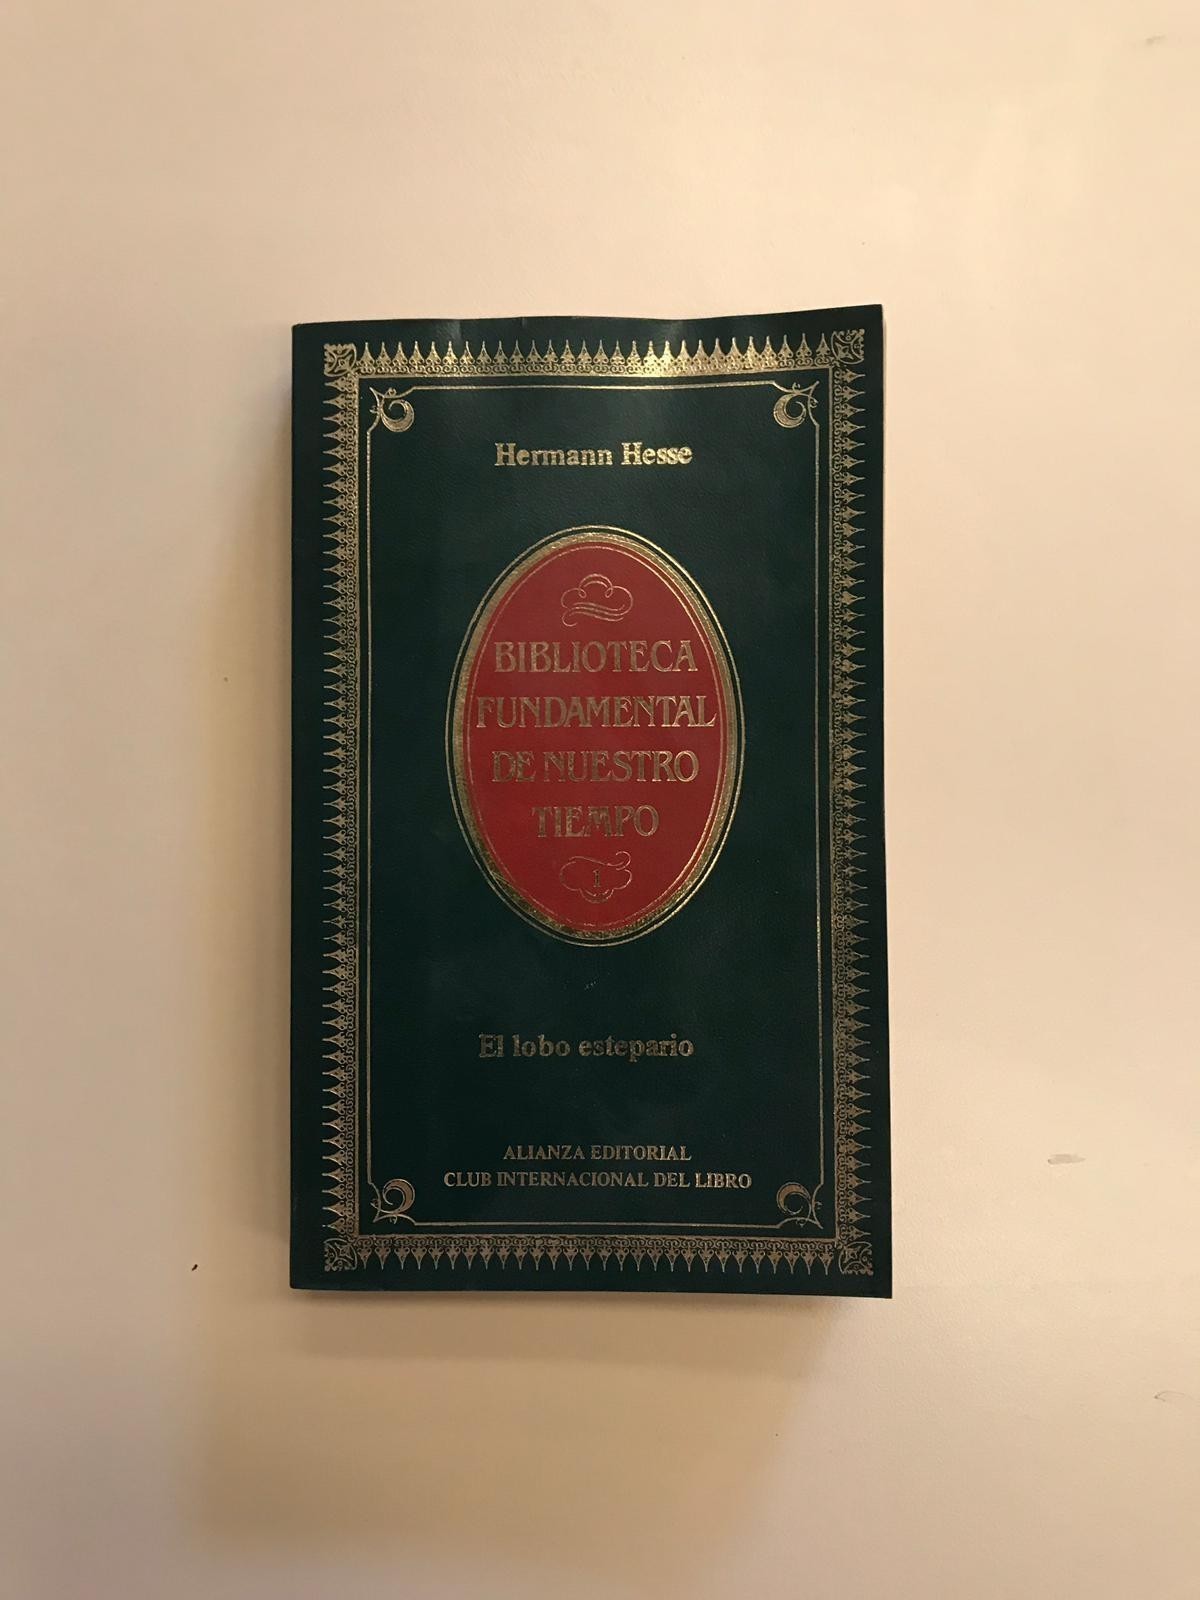 Hermann Hesse
BIBLIOTECA
FUNDAMENTAL
DE NUESTRO
TIEMPO
1
El lobo estepario
ALIANZA EDITORIAL
CLUB INTERNACIONAL DEL LIBRO